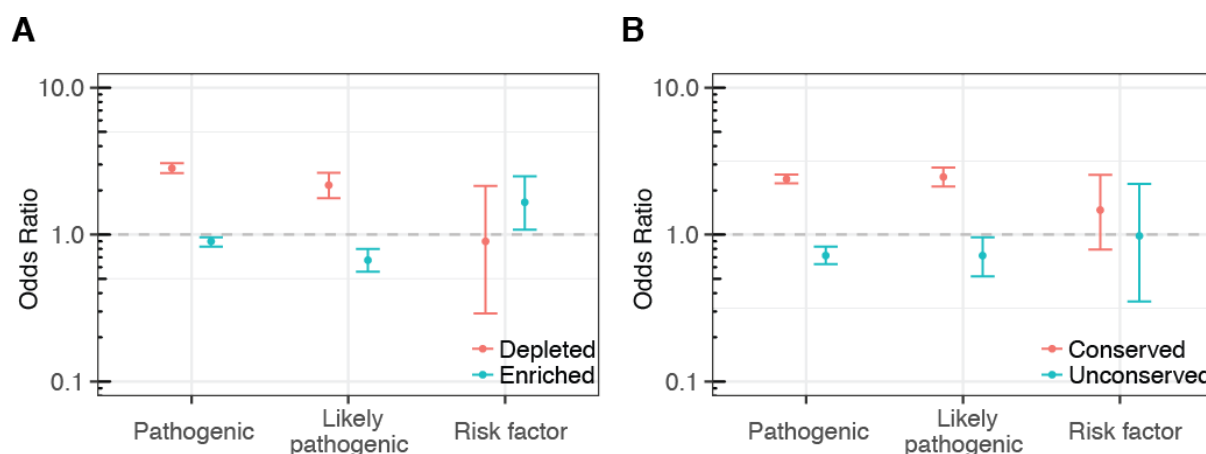 A
10.0
1.0
0.1
Odds Ratio
Depleted
Enriched
Pathogenic
Likely
pathogenic
Risk factor
B
10.0
1.0
0.1
Odds Ratio
Conserved
Unconserved
Pathogenic
Likely
pathogenic
Risk factor